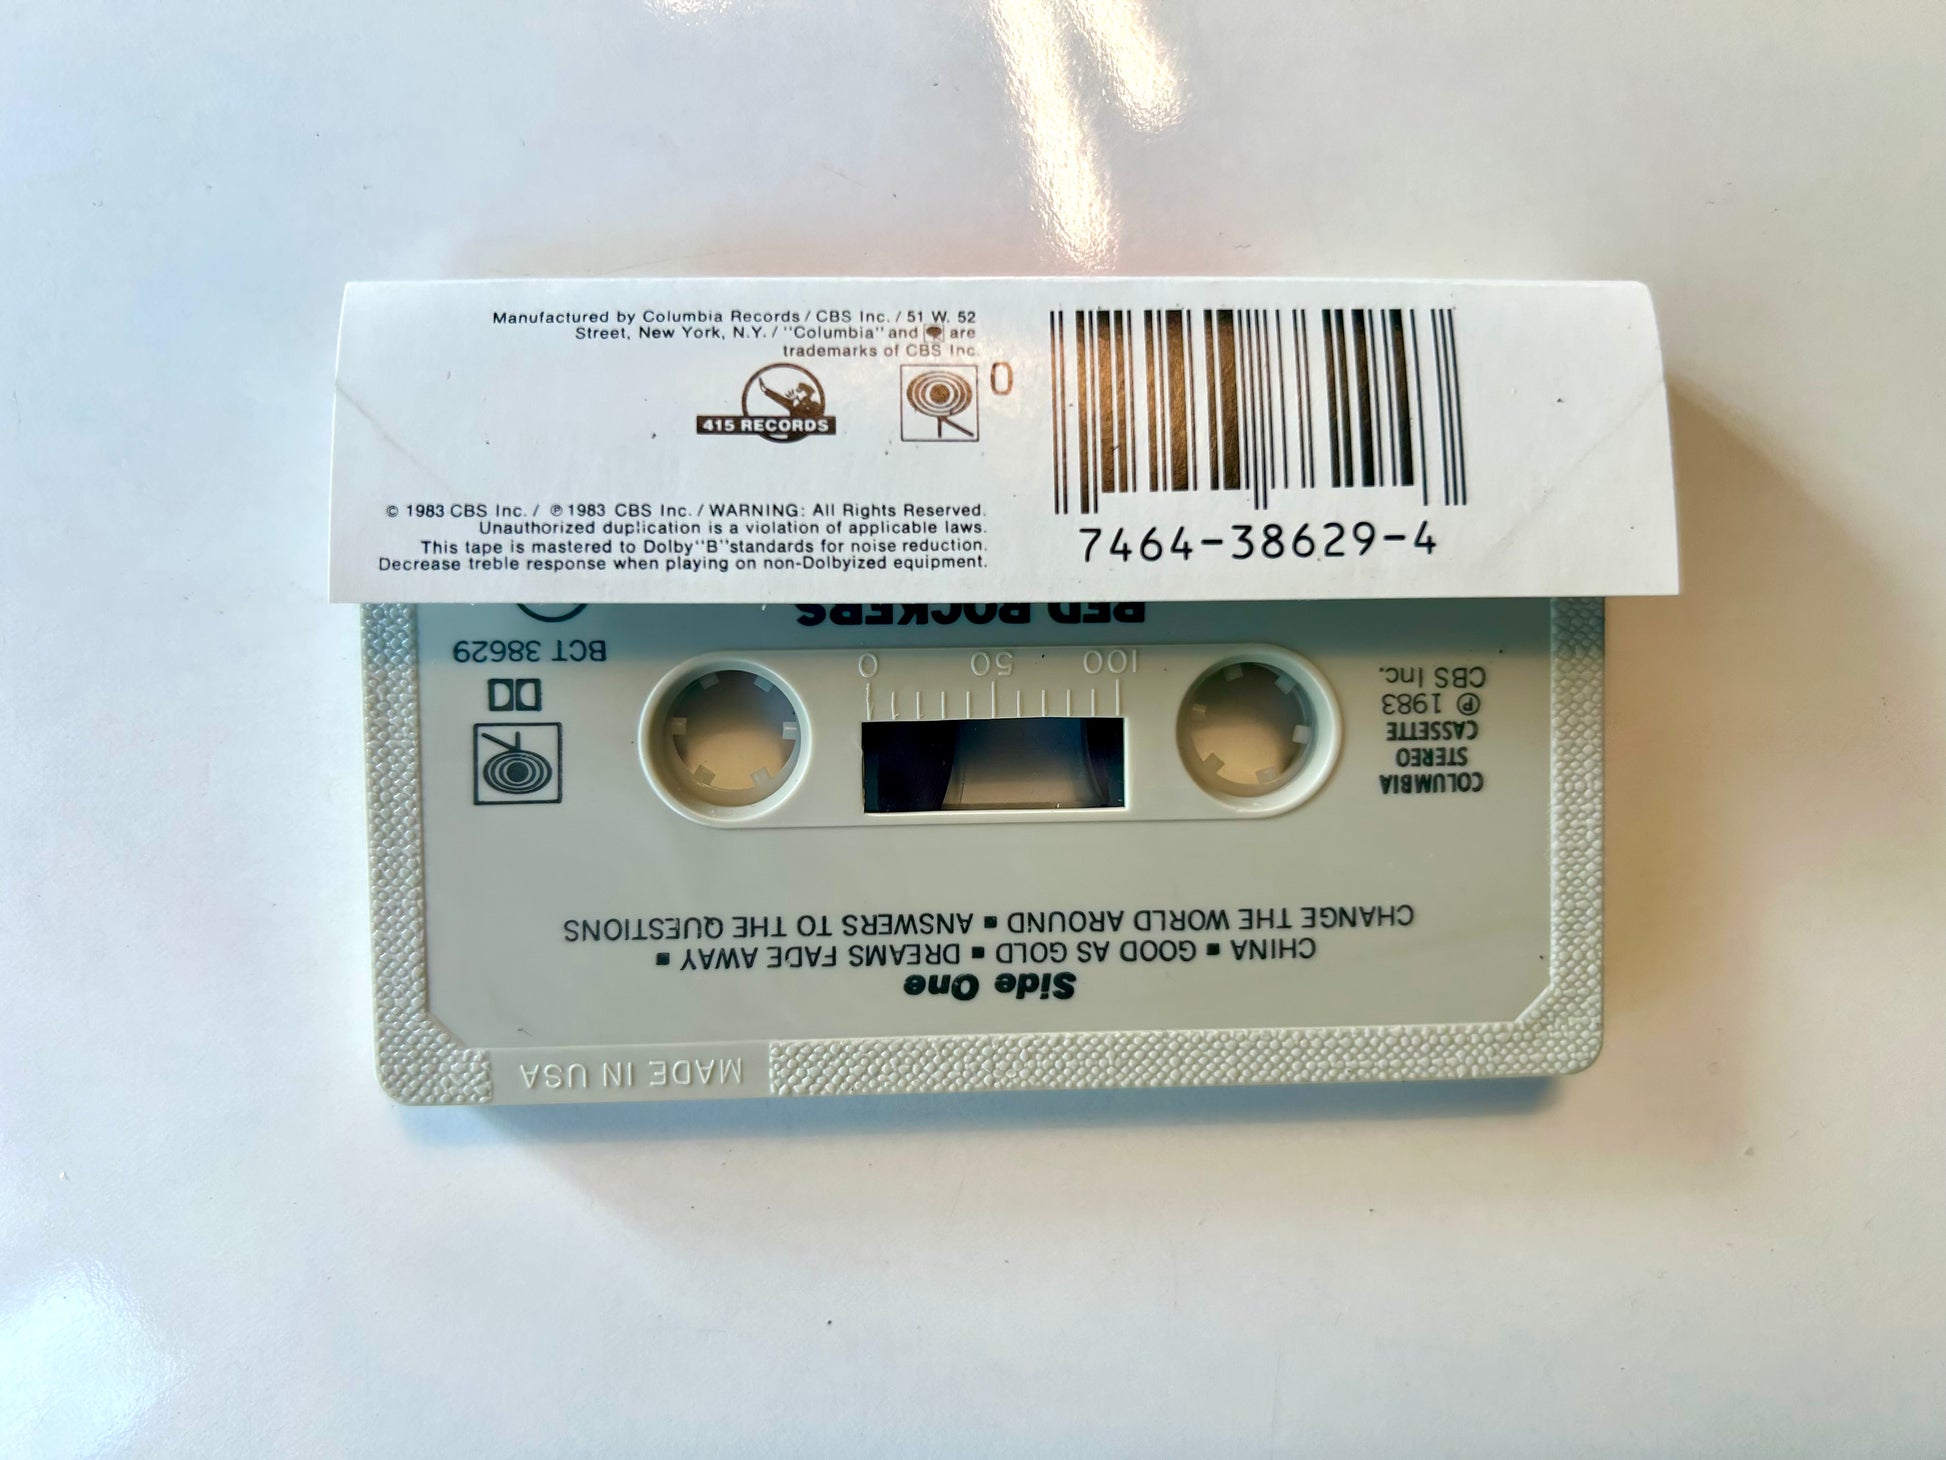 Manufactured by Columbia Records / CBS Inc. / 51 W. 52
Street, New York, N.Y. / "Columbia" and are
trademarks of CBS Inc.
0
415 RECORDS
© 1983 CBS Inc. / ℗ 1983 CBS Inc. / WARNING: All Rights Reserved.
Unauthorized duplication is a violation of applicable laws.
This tape is mastered to Dolby "B" standards for noise reduction.
Decrease treble response when playing on non-Dolbyized equipment.
7464-38629-4
RED ROCKERS
BCT 38629
0 50 100
COLUMBIA
STEREO
CASSETTE
℗ 1983
CBS Inc.
Side One
CHINA ▪ GOOD AS GOLD ▪ DREAMS FADE AWAY ▪
CHANGE THE WORLD AROUND ▪ ANSWERS TO THE QUESTIONS
MADE IN USA